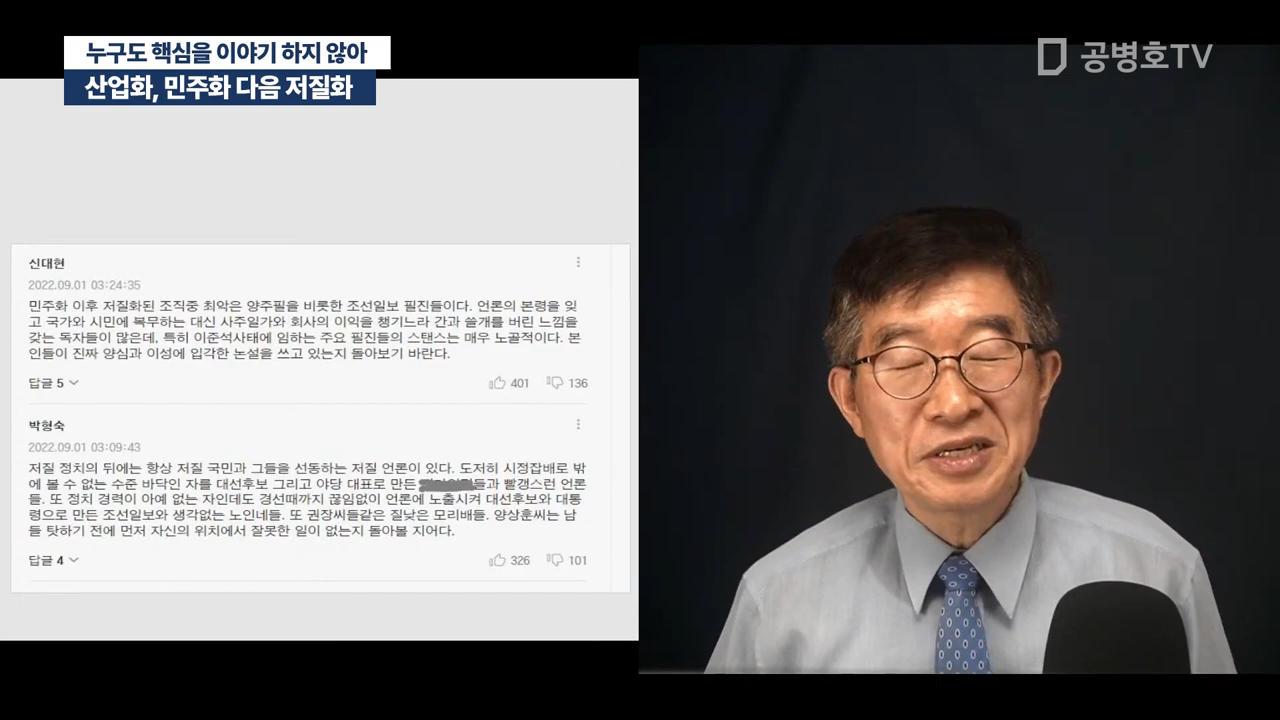 누구도 핵심을 이야기 하지 않아
산업화, 민주화 다음 저질화
공병호TV
신대현
2022.09.01 03:24:35
민주화 이후 저질화된 조직중 최악은 양주필을 비롯한 조선일보 필진들이다. 언론의 본령을 잊
고 국가와 시민에 복무하는 대신 사주일가와 회사의 이익을 챙기느라 간과 쓸개를 버린 느낌을
갖는 독자들이 많은데, 특히 이준석사태에 임하는 주요 필진들의 스탠스는 매우 노골적이다. 본
인들이 진짜 양심과 이성에 입각한 논설을 쓰고 있는지 돌아보기 바란다.
답글 5
401 136
박형숙
2022.09.01 03:09:43
저질 정치의 뒤에는 항상 저질 국민과 그들을 선동하는 저질 언론이 있다. 도저히 시정잡배로 밖
에 볼 수 없는 수준 바닥인 자를 대선후보 그리고 야당 대표로 만든 들과 빨갱스런 언론
들. 또 정치 경력이 아예 없는 자인데도 경선때까지 끊임없이 언론에 노출시켜 대선후보와 대통
령으로 만든 조선일보와 생각없는 노인네들. 또 권장씨들같은 질낮은 모리배들. 양상훈씨는 남
들 탓하기 전에 먼저 자신의 위치에서 잘못한 일이 없는지 돌아볼 지어다.
답글 4
326 101